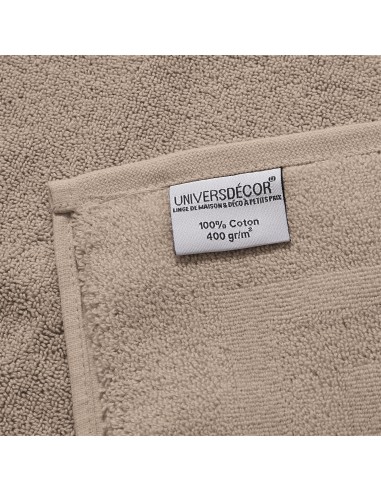 UNIVERSDÉCOR®
LINGE DE MAISON & DÉCO À PETITS PRIX
100% Coton
400 gr/m²